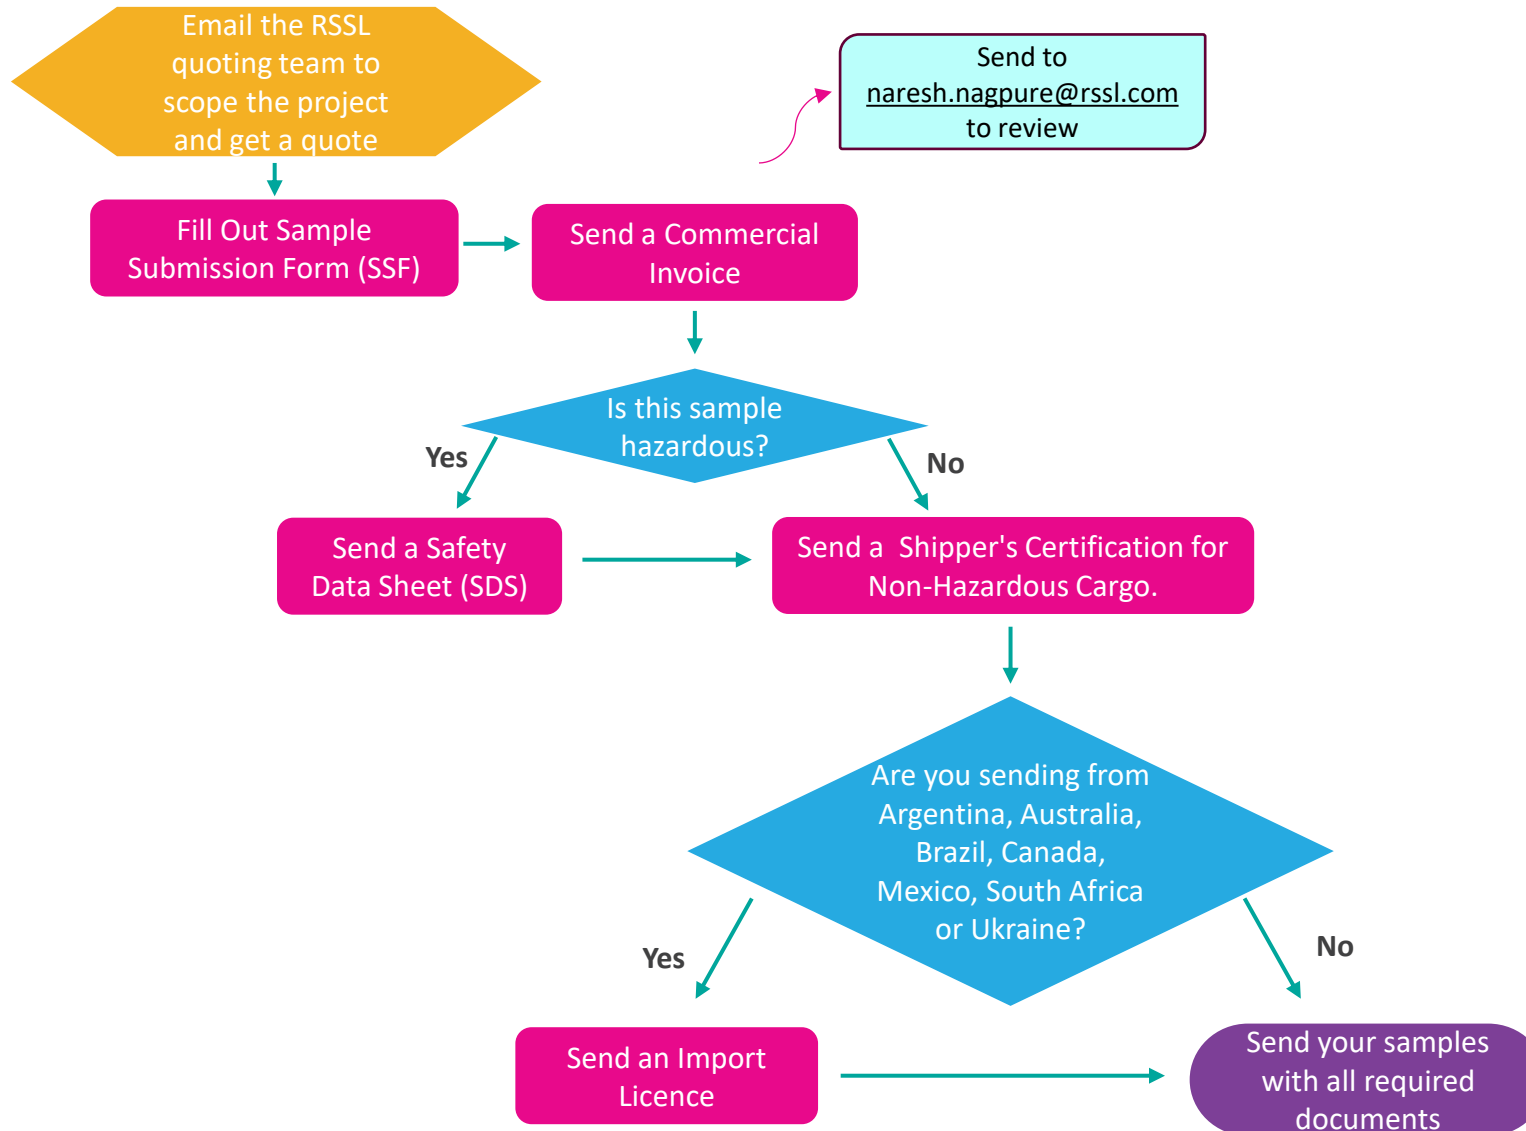 Email the RSSL
quoting team to
scope the project
and get a quote
Send to
naresh.nagpure@rssl.com
to review
Fill Out Sample
Submission Form (SSF)
Send a Commercial
Invoice
Is this sample
hazardous?
Yes
No
Send a Safety
Data Sheet (SDS)
Send a  Shipper's Certification for
Non-Hazardous Cargo.
Are you sending from
Argentina, Australia,
Brazil, Canada,
Mexico, South Africa
or Ukraine?
Yes
No
Send an Import
Licence
Send your samples
with all required
documents